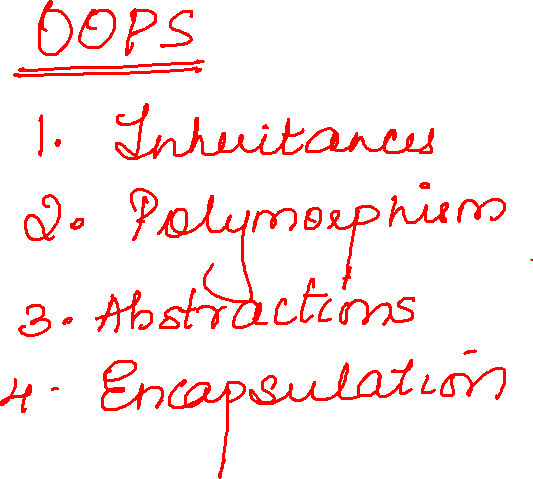 OOPS
1. Inheritances
2. Polymorphism
3. Abstractions
4. Encapsulation